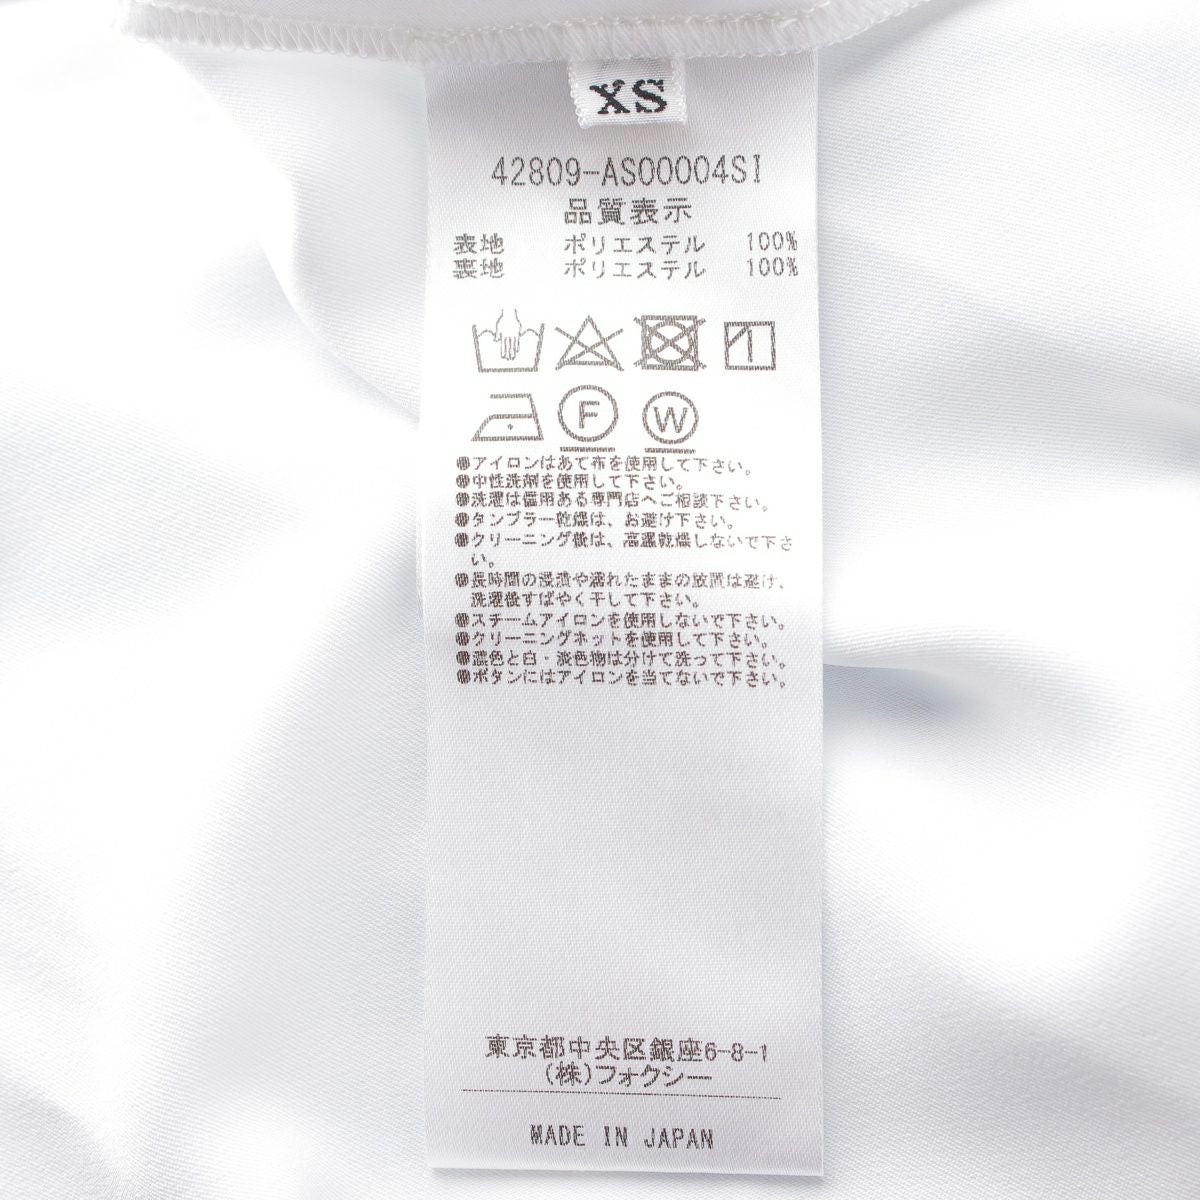 XS
42809-AS00004SI
品質表示
表地 ポリエステル 100%
裏地 ポリエステル 100%
F W
●アイロンはあて布を使用して下さい。
●中性洗剤を使用して下さい。
●洗濯は信用ある専門店へご相談下さい。
●タンブラー乾燥は、お避け下さい。
●クリーニング後は、高温乾燥しないで下さ
い。
●長時間の浸漬や濡れたままの放置は避け、
洗濯後すばやく干して下さい。
●スチームアイロンを使用しないで下さい。
●クリーニングネットを使用して下さい。
●濃色と白・淡色物は分けて洗って下さい。
●ボタンにはアイロンを当てないで下さい。
東京都中央区銀座6-8-1
(株)フォクシー
MADE IN JAPAN